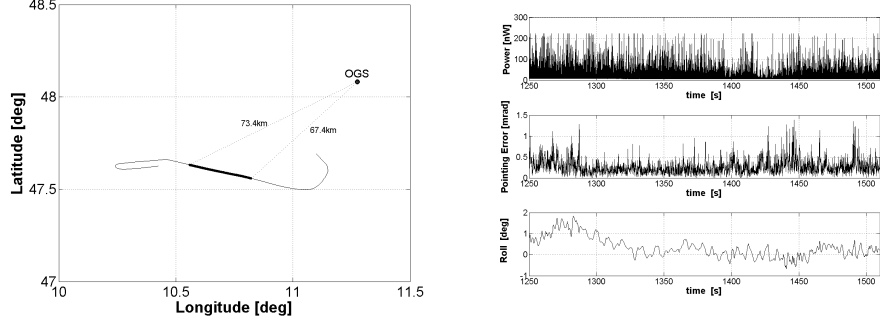 48.5
48
47.5
47
10
10.5
11
11.5
Latitude [deg]
Longitude [deg]
OGS
73.4km
67.4km
300
200
100
0
Power [nW]
1250 1300 1350 1400 1450 1500
time [s]
1.5
1
0.5
0
Pointing Error [mrad]
1250 1300 1350 1400 1450 1500
time [s]
2
1
0
-1
Roll [deg]
1250 1300 1350 1400 1450 1500
time [s]